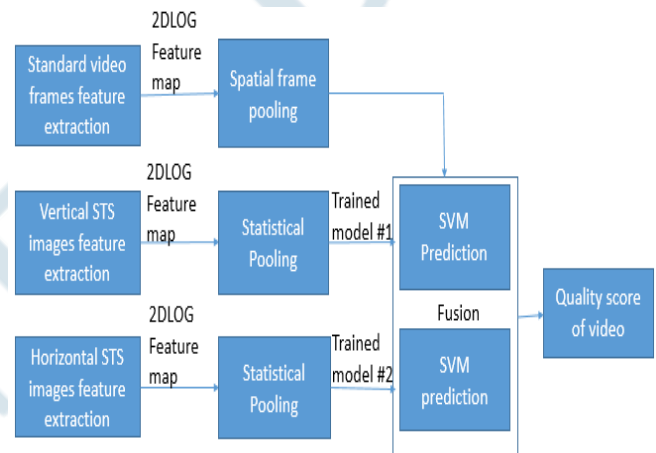 2DLOG
Feature
map
Standard video
frames feature
extraction
Spatial frame
pooling
2DLOG
Feature
map
Vertical STS
images feature
extraction
Statistical
Pooling
Trained
model #1
SVM
Prediction
Fusion
2DLOG
Feature
map
Horizontal STS
images feature
extraction
Statistical
Pooling
Trained
model #2
SVM
prediction
Quality score
of video